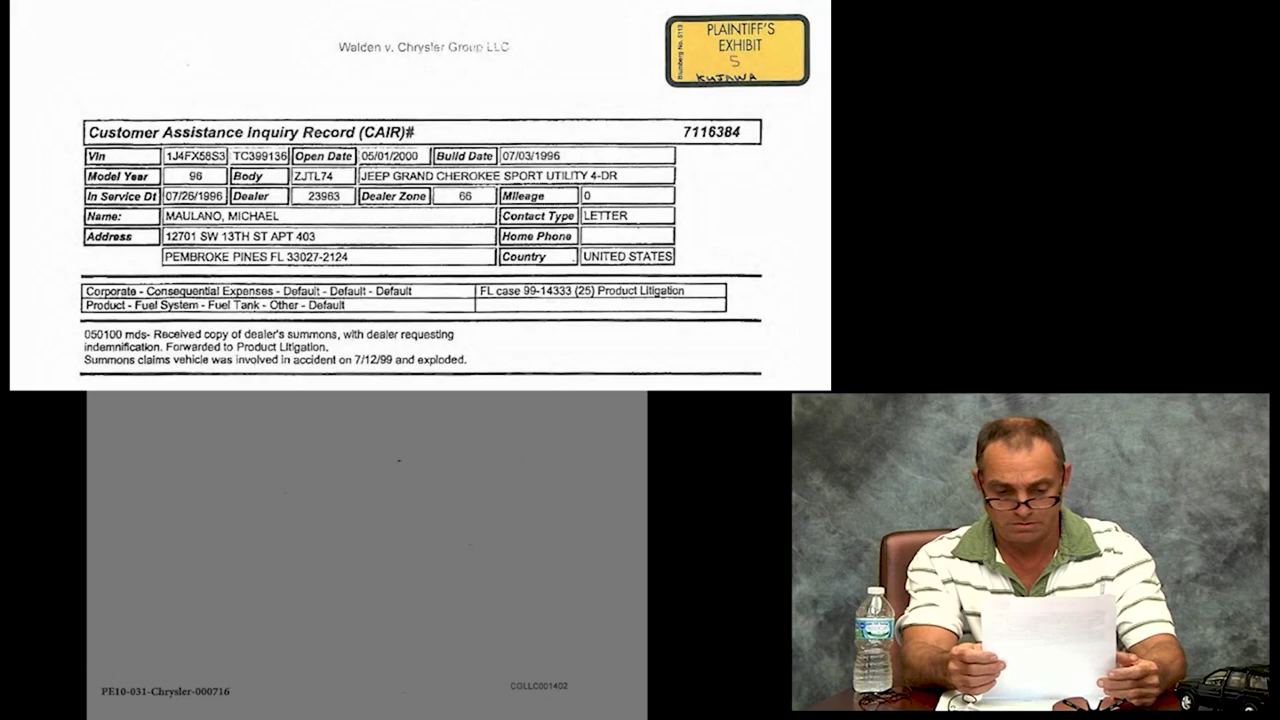 Walden v. Chrysler Group LLC
Blumberg No. 5113
PLAINTIFF'S
EXHIBIT
5
KUJAWA
Customer Assistance Inquiry Record (CAIR)# 7116384
Vin 1J4FX58S3 TC399136 Open Date 05/01/2000 Build Date 07/03/1996
Model Year 96 Body ZJTL74 JEEP GRAND CHEROKEE SPORT UTILITY 4-DR
In Service Dt 07/26/1996 Dealer 23963 Dealer Zone 66 Mileage 0
Name: MAULANO, MICHAEL Contact Type LETTER
Address 12701 SW 13TH ST APT 403 Home Phone
PEMBROKE PINES FL 33027-2124 Country UNITED STATES
Corporate - Consequential Expenses - Default - Default - Default FL case 99-14333 (25) Product Litigation
Product - Fuel System - Fuel Tank - Other - Default
050100 mds- Received copy of dealer's summons, with dealer requesting
indemnification. Forwarded to Product Litigation.
Summons claims vehicle was involved in accident on 7/12/99 and exploded.
PE10-031-Chrysler-000716
CGLLC001402